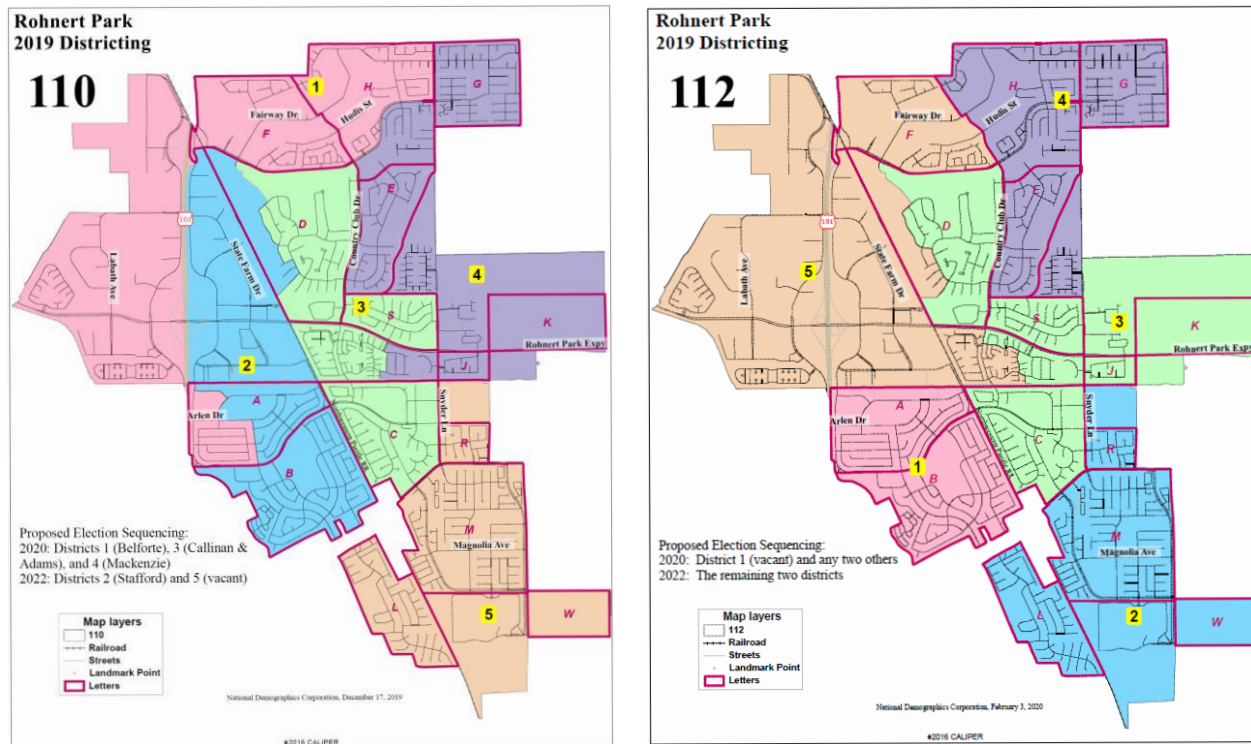 Rohnert Park
2019 Districting
110
1
H
G
Hudis St
Fairway Dr
F
E
D
Country Club Dr
101
State Farm Dr
Labath Ave
4
3
S
K
Rohnert Park Expy
2
J
A
Arlen Dr
Snyder Ln
C
Northwestern Pacific RR
R
B
M
Magnolia Ave
L
5
W
Proposed Election Sequencing:
2020: Districts 1 (Belforte), 3 (Callinan &
Adams), and 4 (Mackenzie)
2022: Districts 2 (Stafford) and 5 (vacant)
Map layers
110
Railroad
Streets
Landmark Point
Letters
National Demographics Corporation, December 17, 2019
©2016 CALIPER
Rohnert Park
2019 Districting
112
H
G
4
Hudis St
Fairway Dr
F
E
D
Country Club Dr
101
State Farm Dr
5
Labath Ave
S
3
K
Rohnert Park Expy
J
A
Arlen Dr
Snyder Ln
C
Northwestern Pacific RR
R
1
B
M
Magnolia Ave
L
2
W
Proposed Election Sequencing:
2020: District 1 (vacant) and any two others
2022: The remaining two districts
Map layers
112
Railroad
Streets
Landmark Point
Letters
National Demographics Corporation, February 3, 2020
©2016 CALIPER